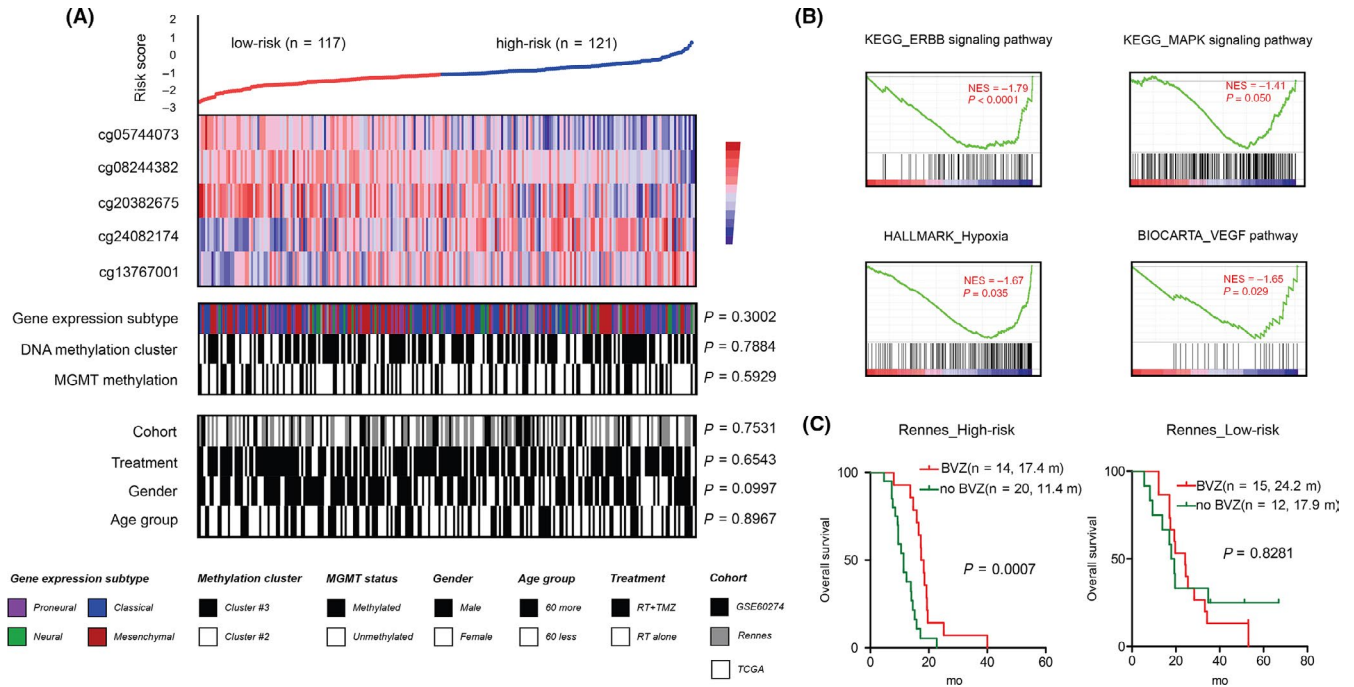 (A)
2
1
0
−1
−2
−3
Risk score
low-risk (n = 117)
high-risk (n = 121)
cg05744073
cg08244382
cg20382675
cg24082174
cg13767001
Gene expression subtype
P = 0.3002
DNA methylation cluster
P = 0.7884
MGMT methylation
P = 0.5929
Cohort
P = 0.7531
Treatment
P = 0.6543
Gender
P = 0.0997
Age group
P = 0.8967
Gene expression subtype
Proneural
Classical
Neural
Mesenchymal
Methylation cluster
Cluster #3
Cluster #2
MGMT status
Methylated
Unmethylated
Gender
Male
Female
Age group
60 more
60 less
Treatment
RT+TMZ
RT alone
Cohort
GSE60274
Rennes
TCGA
(B)
KEGG_ERBB signaling pathway
NES = −1.79
P < 0.0001
KEGG_MAPK signaling pathway
NES = −1.41
P = 0.050
HALLMARK_Hypoxia
NES = −1.67
P = 0.035
BIOCARTA_VEGF pathway
NES = −1.65
P = 0.029
(C)
Rennes_High-risk
BVZ(n = 14, 17.4 m)
no BVZ(n = 20, 11.4 m)
P = 0.0007
Overall survival
100
50
0
0 20 40 60
mo
Rennes_Low-risk
BVZ(n = 15, 24.2 m)
no BVZ(n = 12, 17.9 m)
P = 0.8281
Overall survival
100
50
0
0 20 40 60 80
mo